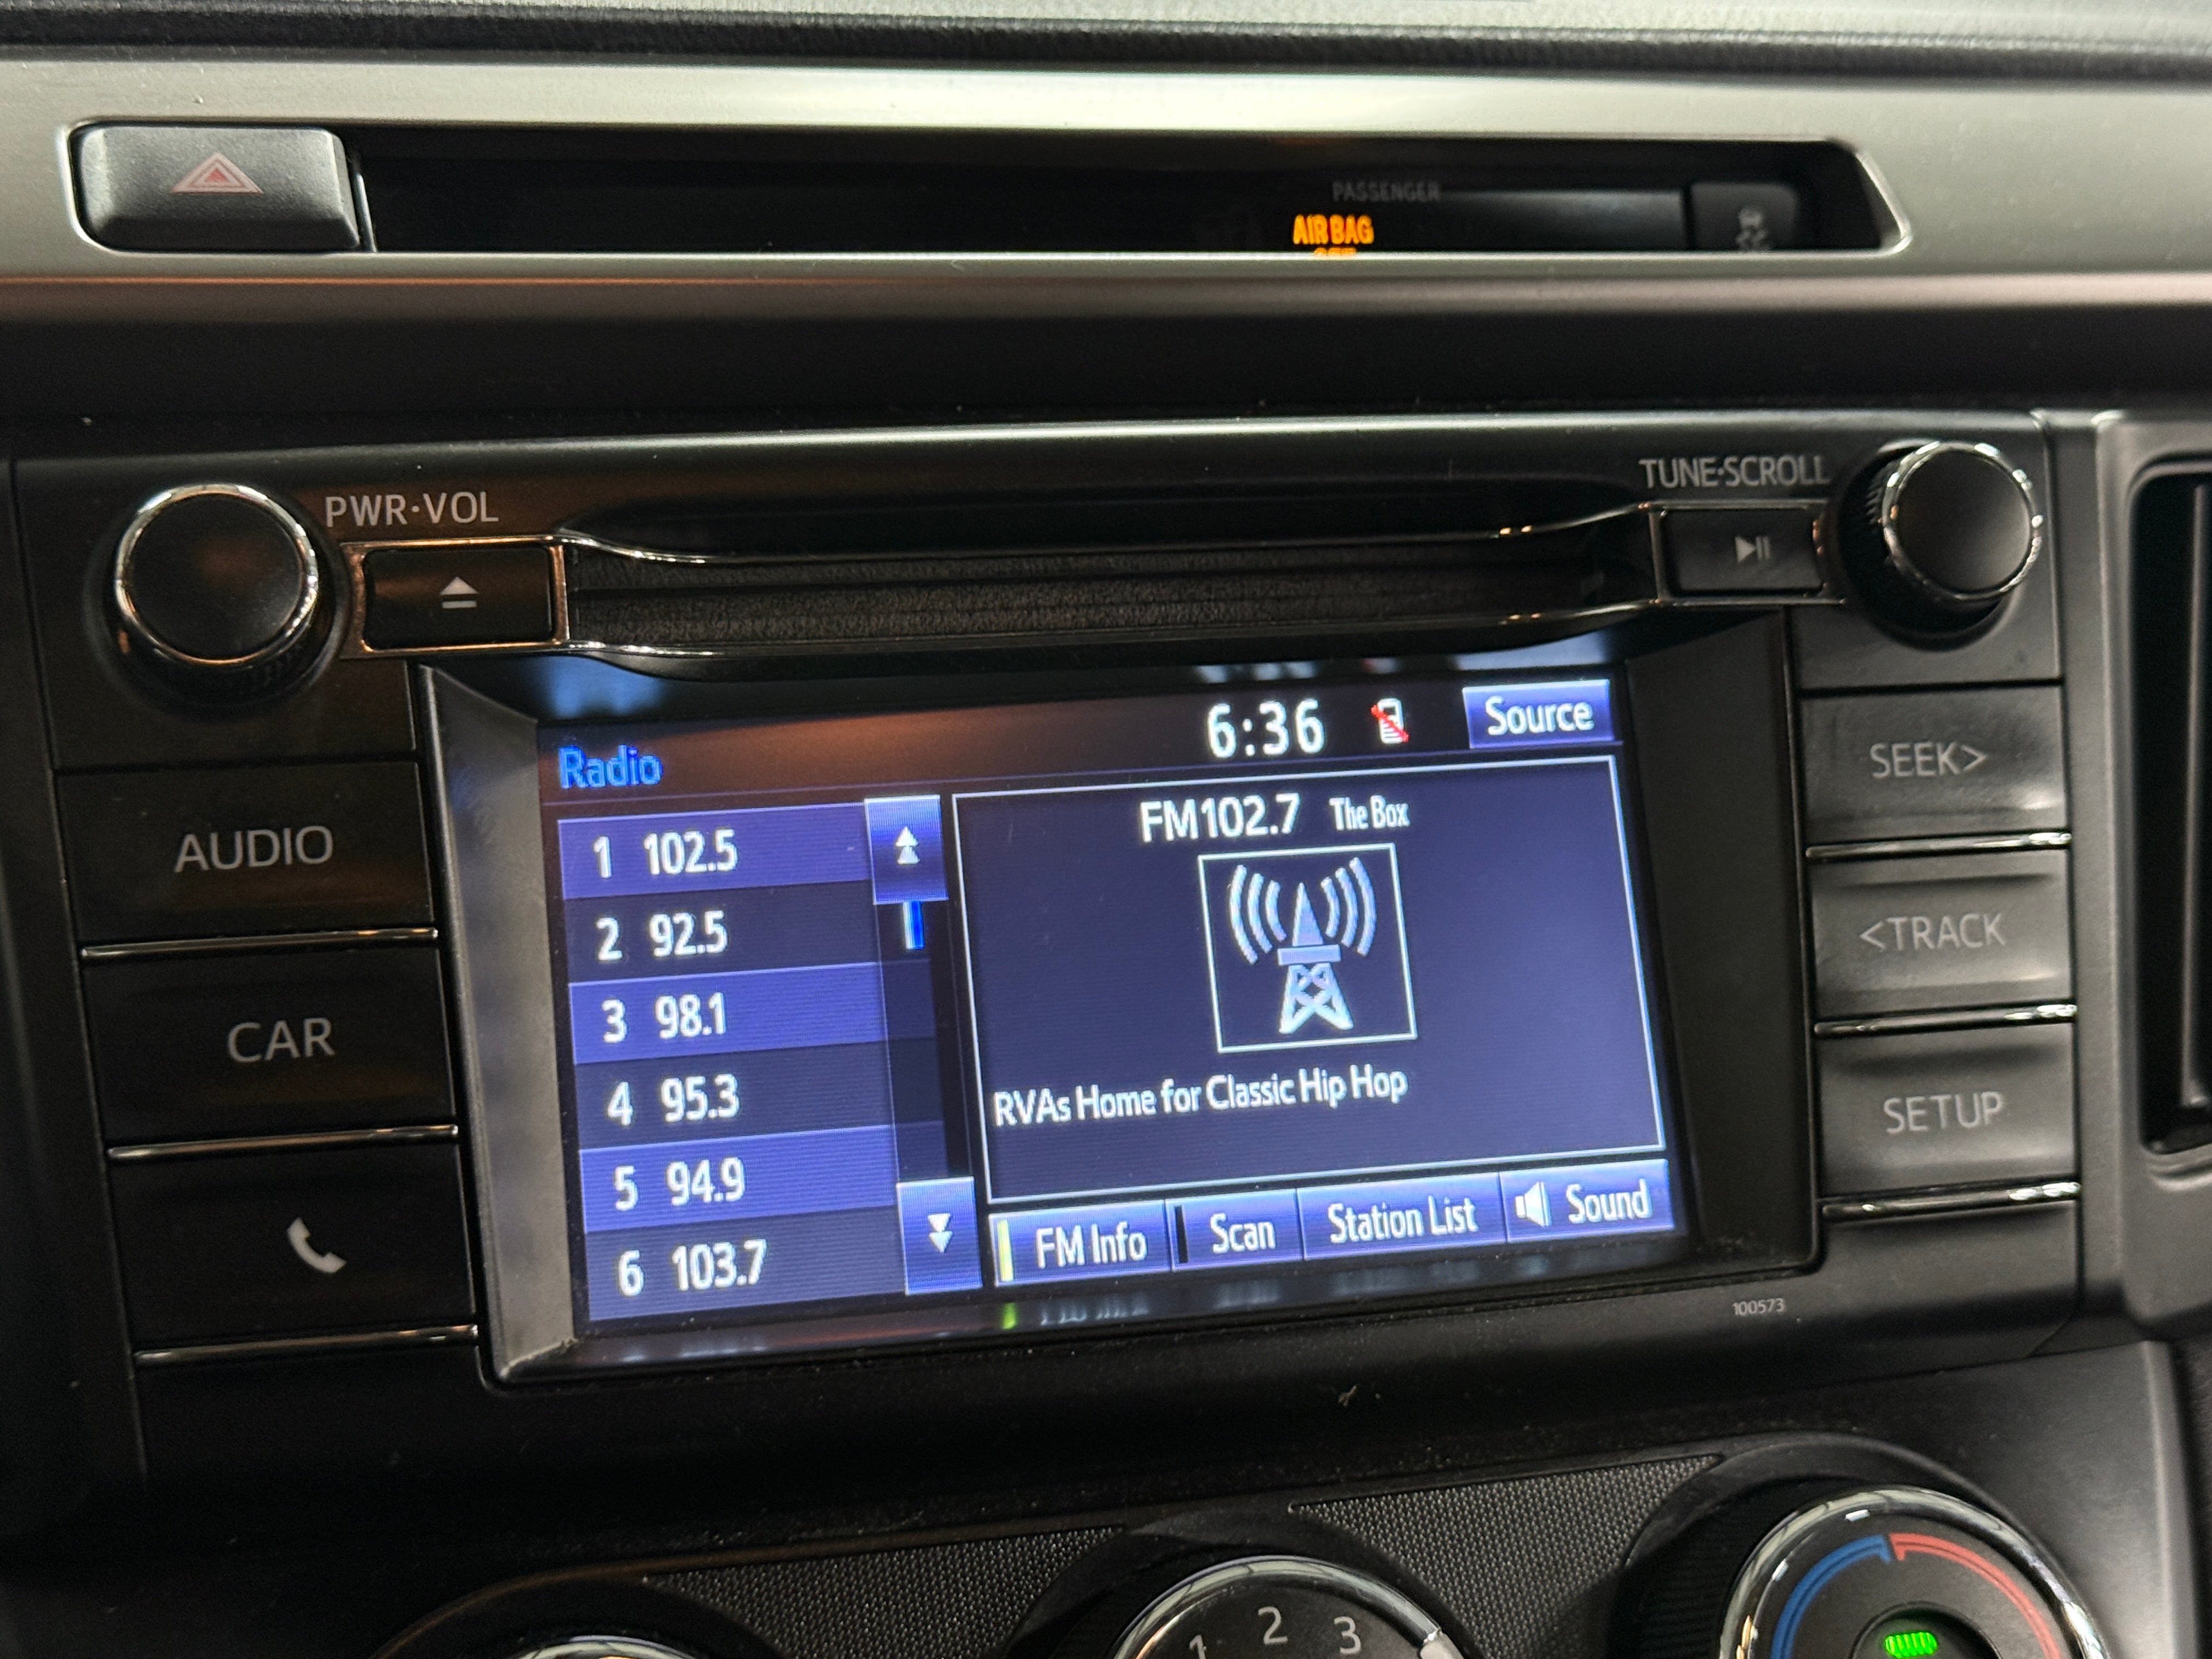 PASSENGER
AIR BAG
PWR·VOL
TUNE·SCROLL
6:36
Source
Radio
SEEK>
FM102.7 The Box
1 102.5
AUDIO
2 92.5
<TRACK
3 98.1
CAR
4 95.3
RVAs Home for Classic Hip Hop
SETUP
5 94.9
6 103.7
FM Info
Scan
Station List
Sound
100573
1 2 3